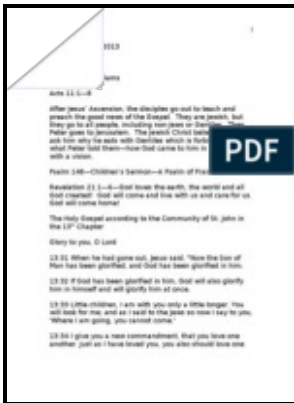 1
2013
Acts 11:1—8
After Jesus' Ascension, the disciples go out to teach and
preach the good news of the Gospel. They are Jewish, but
they go to all people, including non Jews or Gentiles. Then
Peter goes to Jerusalem. The Jewish Christ
ask him why he eats with Gentiles which is
what Peter told them—how God came to him in
with a vision.
PDF
Psalm 148—Children's Sermon—A Psalm of
Revelation 21:1—6—God loves the earth, the world and all
God created! God will come and live with us and care for us.
God will come home!
The Holy Gospel according to the Community of St. John in
the 13th Chapter
Glory to you, O Lord
13:31 When he had gone out, Jesus said, "Now the Son of
Man has been glorified, and God has been glorified in him.
13:32 If God has been glorified in him, God will also glorify
him in himself and will glorify him at once.
13:33 Little children, I am with you only a little longer. You
will look for me; and as I said to the Jews so now I say to you,
'Where I am going, you cannot come.'
13:34 I give you a new commandment, that you love one
another. Just as I have loved you, you also should love one